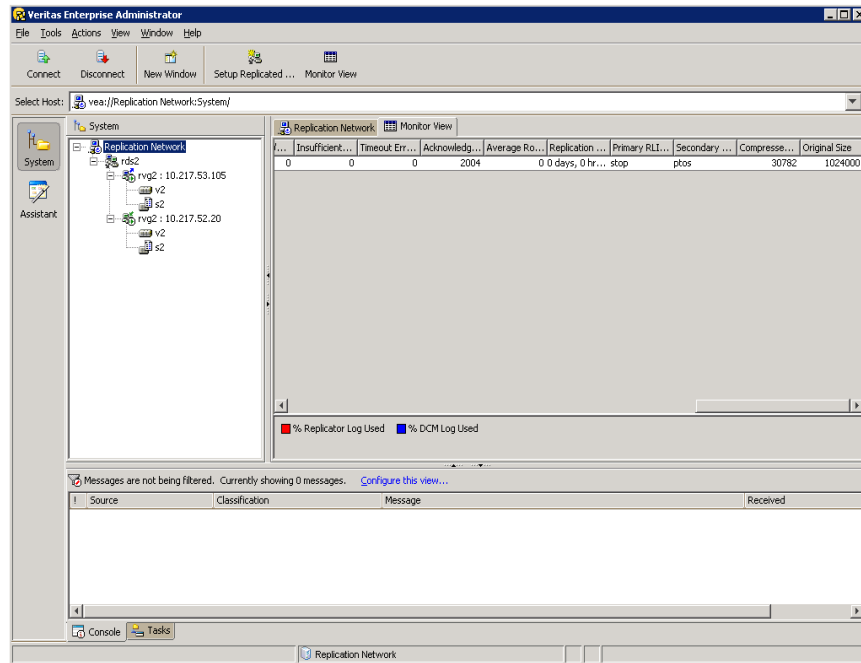 Veritas Enterprise Administrator
File Tools Actions View Window Help
Connect Disconnect New Window Setup Replicated ... Monitor View
Select Host: vea://Replication Network:System/
System
Assistant
System
Replication Network
rds2
rvg2 : 10.217.53.105
v2
s2
rvg2 : 10.217.52.20
v2
s2
Replication Network Monitor View
... Insufficient... Timeout Err... Acknowledg... Average Ro... Replication ... Primary RLI... Secondary ... Compresse... Original Size
0 0 0 2004 0 0 days, 0 hr... stop ptos 30782 1024000
% Replicator Log Used % DCM Log Used
Messages are not being filtered. Currently showing 0 messages. Configure this view...
! Source Classification Message Received
Console Tasks
Replication Network